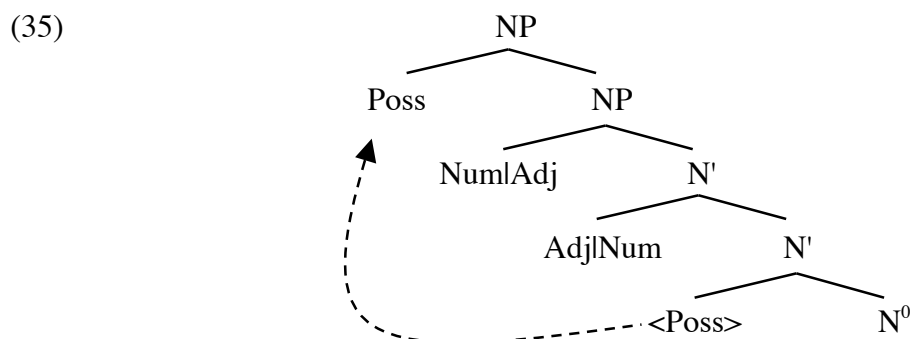 (35) NP
Poss NP
Num|Adj N'
Adj|Num N'
<Poss> N⁰